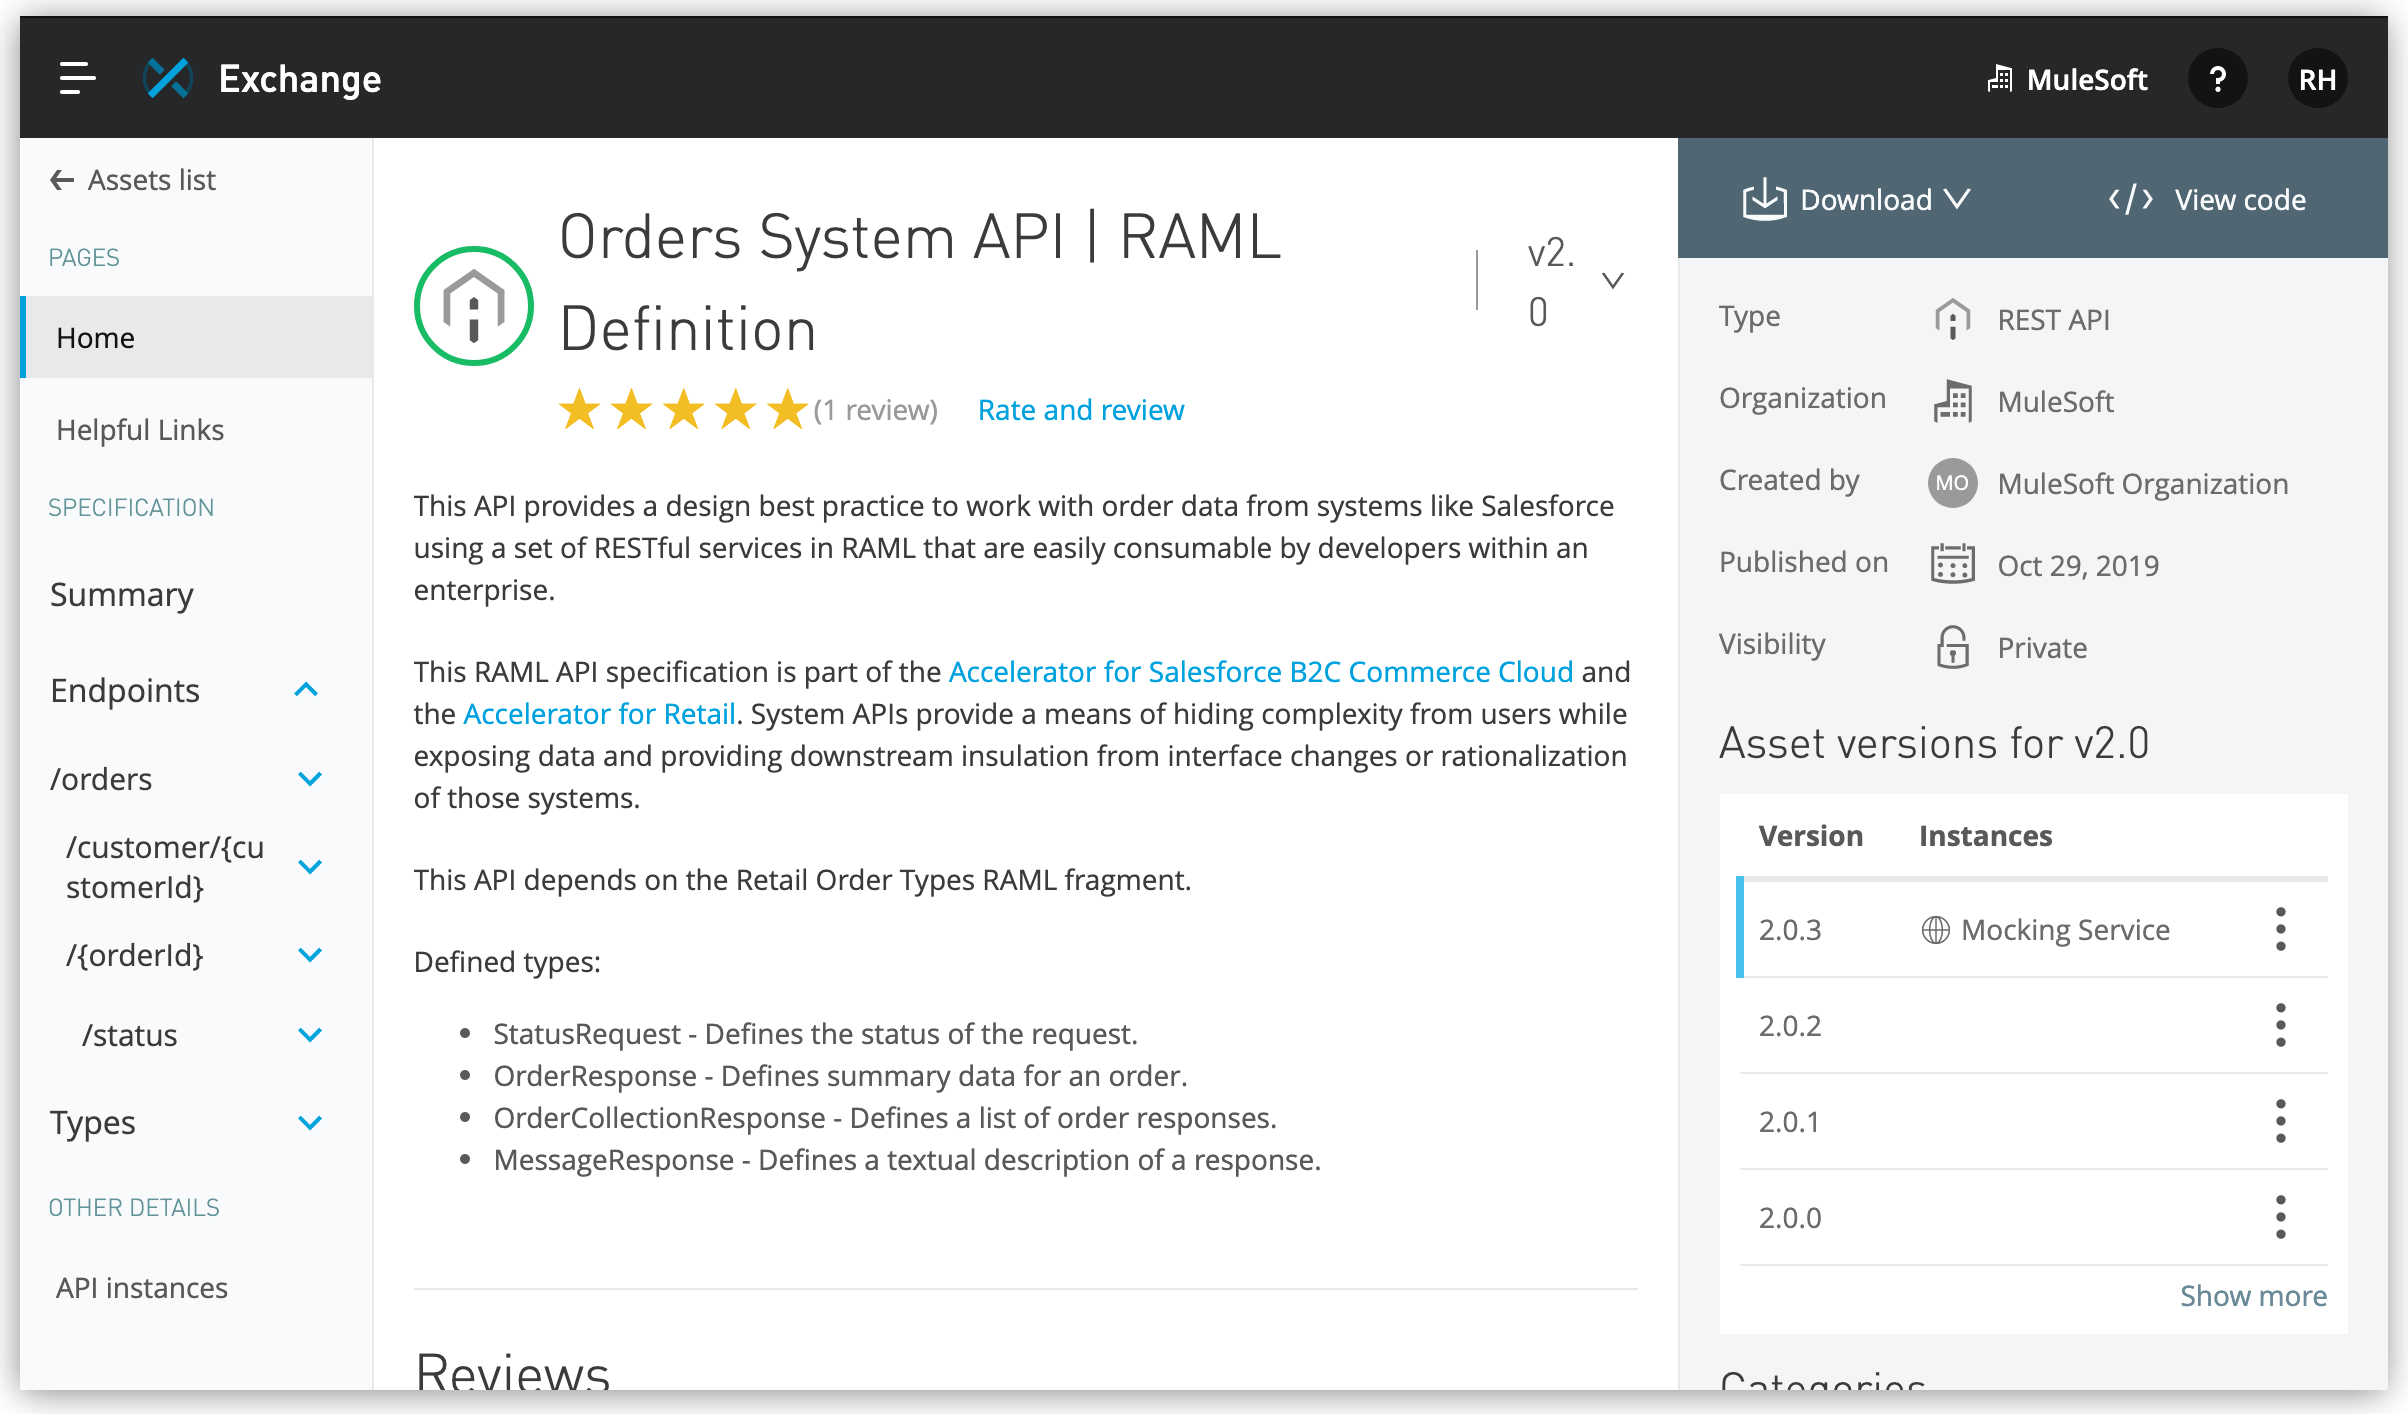 Exchange
MuleSoft
?
RH
Assets list
PAGES
Home
Helpful Links
SPECIFICATION
Summary
Endpoints
/orders
/customer/{cu
stomerId}
/{orderId}
/status
Types
OTHER DETAILS
API instances
Orders System API | RAML
Definition
v2.
0
(1 review)
Rate and review
This API provides a design best practice to work with order data from systems like Salesforce
using a set of RESTful services in RAML that are easily consumable by developers within an
enterprise.
This RAML API specification is part of the Accelerator for Salesforce B2C Commerce Cloud and
the Accelerator for Retail. System APIs provide a means of hiding complexity from users while
exposing data and providing downstream insulation from interface changes or rationalization
of those systems.
This API depends on the Retail Order Types RAML fragment.
Defined types:
• StatusRequest - Defines the status of the request.
• OrderResponse - Defines summary data for an order.
• OrderCollectionResponse - Defines a list of order responses.
• MessageResponse - Defines a textual description of a response.
Reviews
Download
</> View code
Type REST API
Organization MuleSoft
Created by MO MuleSoft Organization
Published on Oct 29, 2019
Visibility Private
Asset versions for v2.0
Version Instances
2.0.3 Mocking Service
2.0.2
2.0.1
2.0.0
Show more
Categories